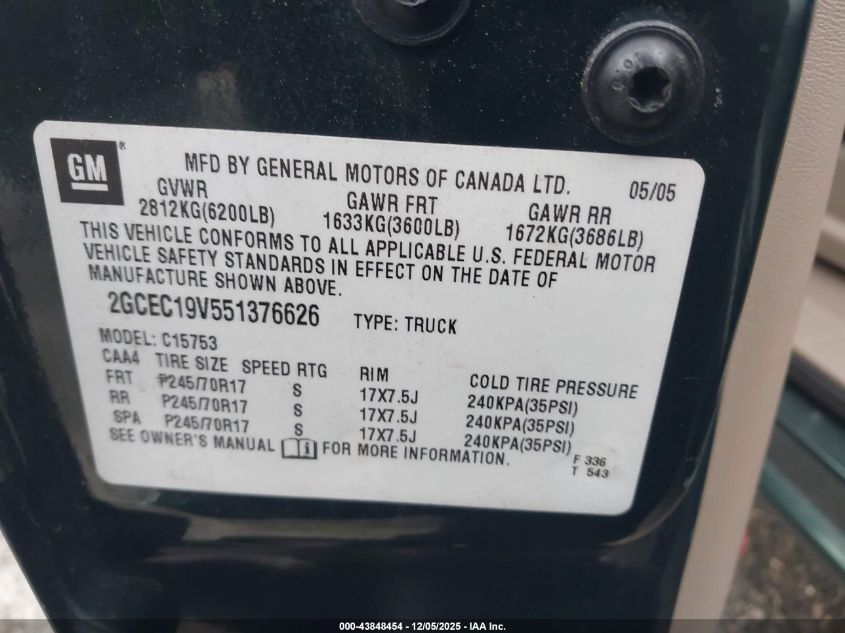 GM
MFD BY GENERAL MOTORS OF CANADA LTD. 05/05
GVWR GAWR FRT GAWR RR
2812KG(6200LB) 1633KG(3600LB) 1672KG(3686LB)
THIS VEHICLE CONFORMS TO ALL APPLICABLE U.S. FEDERAL MOTOR
VEHICLE SAFETY STANDARDS IN EFFECT ON THE DATE OF
MANUFACTURE SHOWN ABOVE.
2GCEC19V551376626 TYPE: TRUCK
MODEL: C15753
CAA4 TIRE SIZE SPEED RTG RIM COLD TIRE PRESSURE
FRT P245/70R17 S 17X7.5J 240KPA(35PSI)
RR P245/70R17 S 17X7.5J 240KPA(35PSI)
SPA P245/70R17 S 17X7.5J 240KPA(35PSI)
SEE OWNER'S MANUAL i FOR MORE INFORMATION.
F 336
T 543
000-43848454 - 12/05/2025 - IAA Inc.